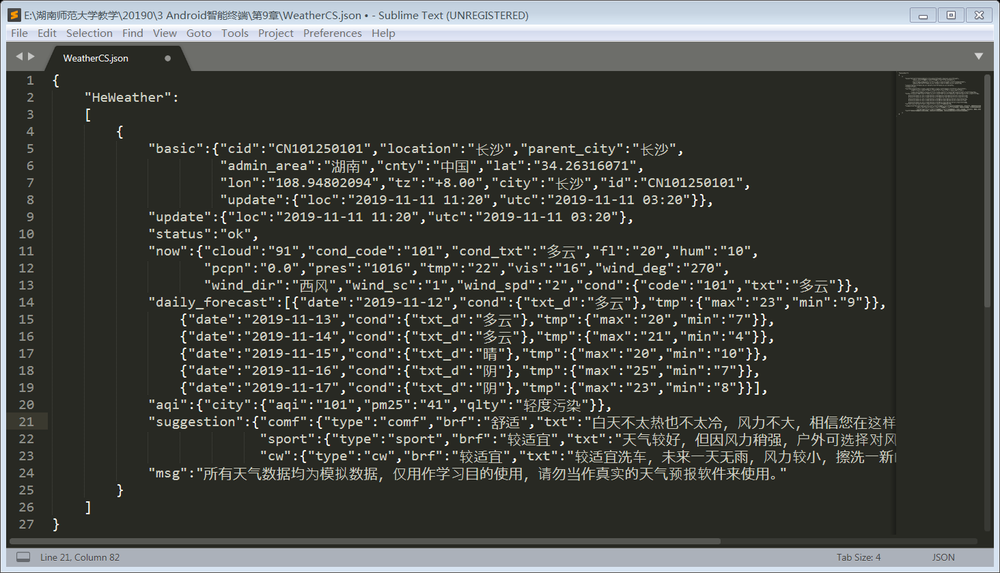 E:\湖南师范大学教学\20190\3 Android智能终端\第9章\WeatherCS.json • - Sublime Text (UNREGISTERED)
File Edit Selection Find View Goto Tools Project Preferences Help
WeatherCS.json
1 {
2 "HeWeather":
3 [
4 {
5 "basic":{"cid":"CN101250101","location":"长沙","parent_city":"长沙",
6 "admin_area":"湖南","cnty":"中国","lat":"34.26316071",
7 "lon":"108.94802094","tz":"+8.00","city":"长沙","id":"CN101250101",
8 "update":{"loc":"2019-11-11 11:20","utc":"2019-11-11 03:20"}},
9 "update":{"loc":"2019-11-11 11:20","utc":"2019-11-11 03:20"},
10 "status":"ok",
11 "now":{"cloud":"91","cond_code":"101","cond_txt":"多云","fl":"20","hum":"10",
12 "pcpn":"0.0","pres":"1016","tmp":"22","vis":"16","wind_deg":"270",
13 "wind_dir":"西风","wind_sc":"1","wind_spd":"2","cond":{"code":"101","txt":"多云"}},
14 "daily_forecast":[{"date":"2019-11-12","cond":{"txt_d":"多云"},"tmp":{"max":"23","min":"9"}},
15 {"date":"2019-11-13","cond":{"txt_d":"多云"},"tmp":{"max":"20","min":"7"}},
16 {"date":"2019-11-14","cond":{"txt_d":"多云"},"tmp":{"max":"21","min":"4"}},
17 {"date":"2019-11-15","cond":{"txt_d":"晴"},"tmp":{"max":"20","min":"10"}},
18 {"date":"2019-11-16","cond":{"txt_d":"阴"},"tmp":{"max":"25","min":"7"}},
19 {"date":"2019-11-17","cond":{"txt_d":"阴"},"tmp":{"max":"23","min":"8"}}],
20 "aqi":{"city":{"aqi":"101","pm25":"41","qlty":"轻度污染"}},
21 "suggestion":{"comf":{"type":"comf","brf":"舒适","txt":"白天不太热也不太冷，风力不大，相信您在这样
22 "sport":{"type":"sport","brf":"较适宜","txt":"天气较好，但因风力稍强，户外可选择对风
23 "cw":{"type":"cw","brf":"较适宜","txt":"较适宜洗车，未来一天无雨，风力较小，擦洗一新
24 "msg":"所有天气数据均为模拟数据，仅用作学习目的使用，请勿当作真实的天气预报软件来使用。"
25 }
26 ]
27 }
Line 21, Column 82 Tab Size: 4 JSON